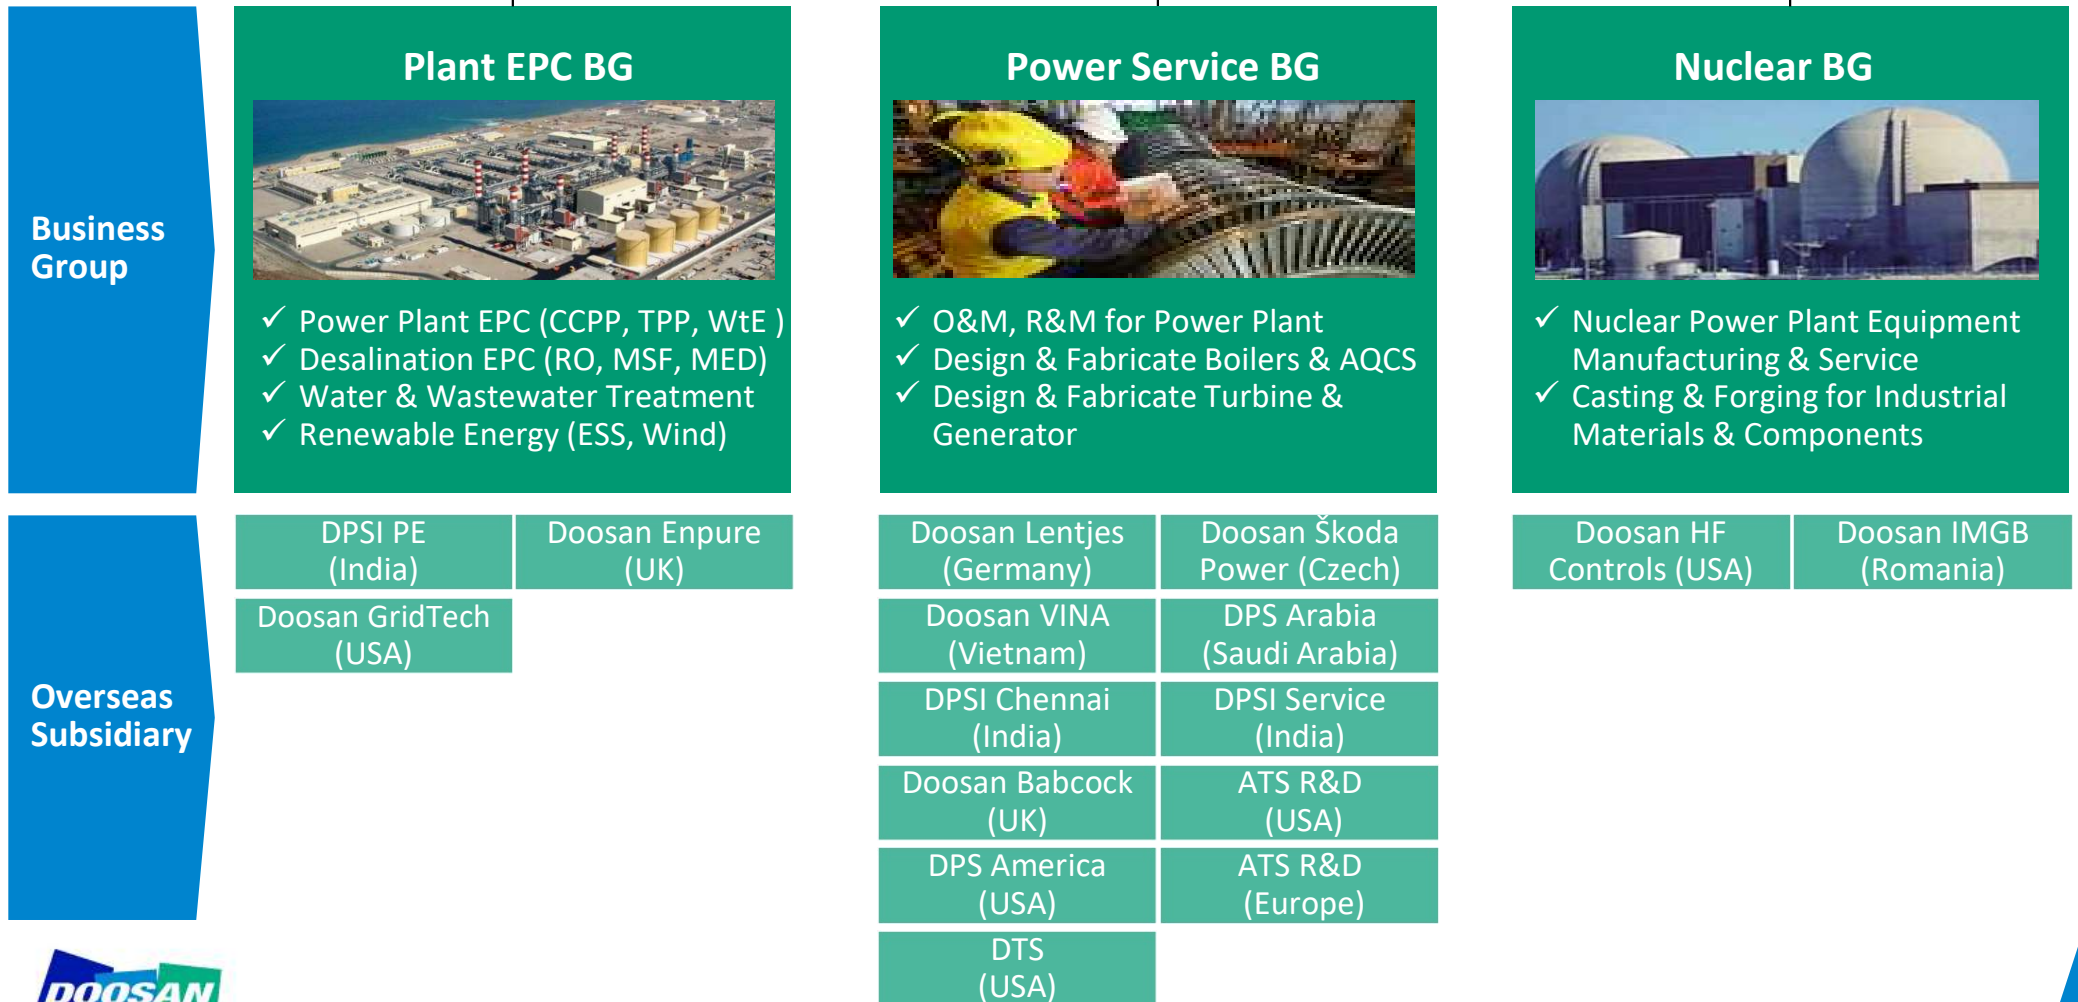 Business
Group
Plant EPC BG
✓ Power Plant EPC (CCPP, TPP, WtE )
✓ Desalination EPC (RO, MSF, MED)
✓ Water & Wastewater Treatment
✓ Renewable Energy (ESS, Wind)
Power Service BG
✓ O&M, R&M for Power Plant
✓ Design & Fabricate Boilers & AQCS
✓ Design & Fabricate Turbine &
Generator
Nuclear BG
✓ Nuclear Power Plant Equipment
Manufacturing & Service
✓ Casting & Forging for Industrial
Materials & Components
Overseas
Subsidiary
DPSI PE
(India)
Doosan Enpure
(UK)
Doosan GridTech
(USA)
Doosan Lentjes
(Germany)
Doosan Škoda
Power (Czech)
Doosan VINA
(Vietnam)
DPS Arabia
(Saudi Arabia)
DPSI Chennai
(India)
DPSI Service
(India)
Doosan Babcock
(UK)
ATS R&D
(USA)
DPS America
(USA)
ATS R&D
(Europe)
DTS
(USA)
Doosan HF
Controls (USA)
Doosan IMGB
(Romania)
DOOSAN